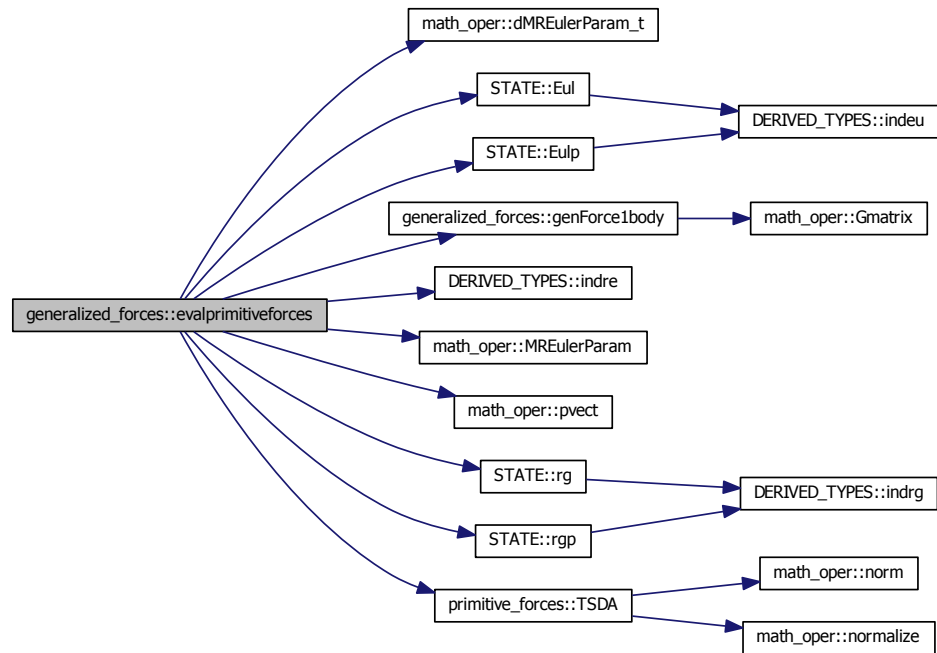 math_oper::dMREulerParam_t
STATE::Eul
DERIVED_TYPES::indeu
STATE::Eulp
generalized_forces::genForce1body
math_oper::Gmatrix
DERIVED_TYPES::indre
generalized_forces::evalprimitiveforces
math_oper::MREulerParam
math_oper::pvect
STATE::rg
DERIVED_TYPES::indrg
STATE::rgp
math_oper::norm
primitive_forces::TSDA
math_oper::normalize